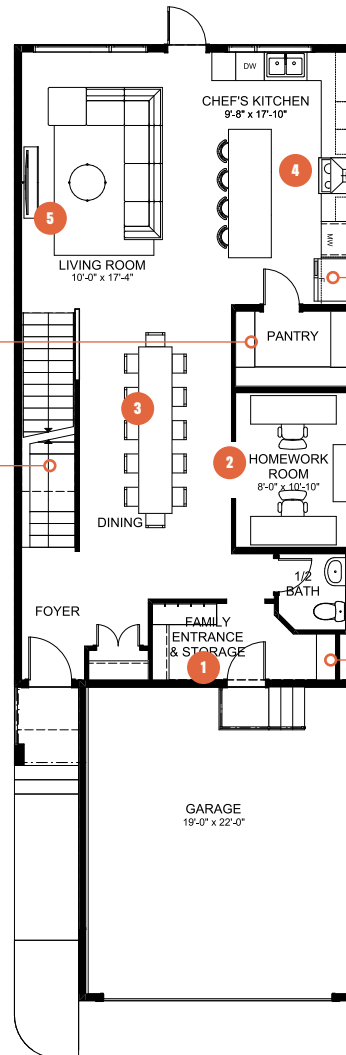 DW
CHEF'S KITCHEN
9'-8" x 17'-10"
4
5
LIVING ROOM
10'-0" x 17'-4"
MW
PANTRY
3
2
HOMEWORK
ROOM
8'-0" x 10'-10"
DINING
1/2
BATH
FOYER
FAMILY
ENTRANCE
& STORAGE
1
GARAGE
19'-0" x 22'-0"